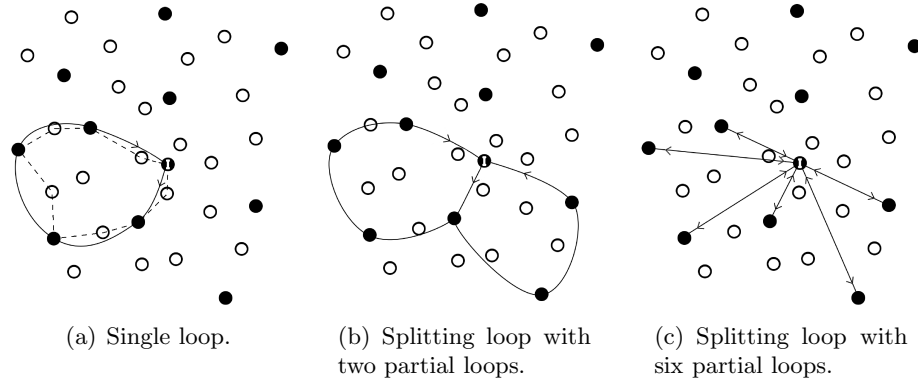 I
I
I
(a) Single loop.
(b) Splitting loop with
two partial loops.
(c) Splitting loop with
six partial loops.